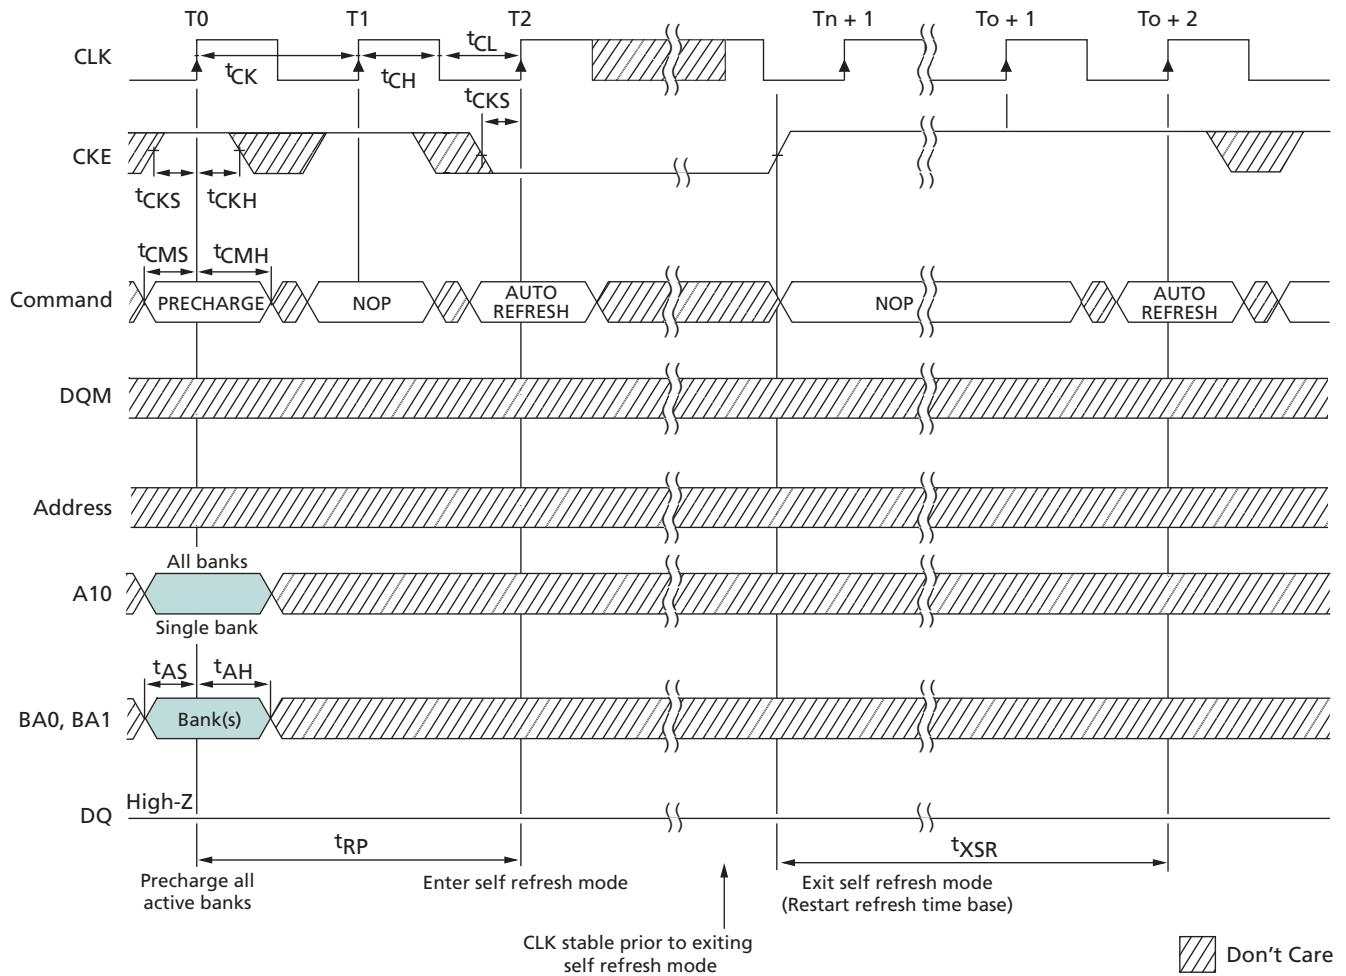 T0 T1 T2 Tn + 1 To + 1 To + 2
CLK
tCK tCH tCL
tCKS
CKE
tCKS tCKH
tCMS tCMH
Command PRECHARGE NOP AUTO REFRESH NOP AUTO REFRESH
DQM
Address
All banks
A10
Single bank
tAS tAH
BA0, BA1 Bank(s)
High-Z
DQ
tRP tXSR
Precharge all
active banks
Enter self refresh mode
Exit self refresh mode
(Restart refresh time base)
CLK stable prior to exiting
self refresh mode
Don't Care